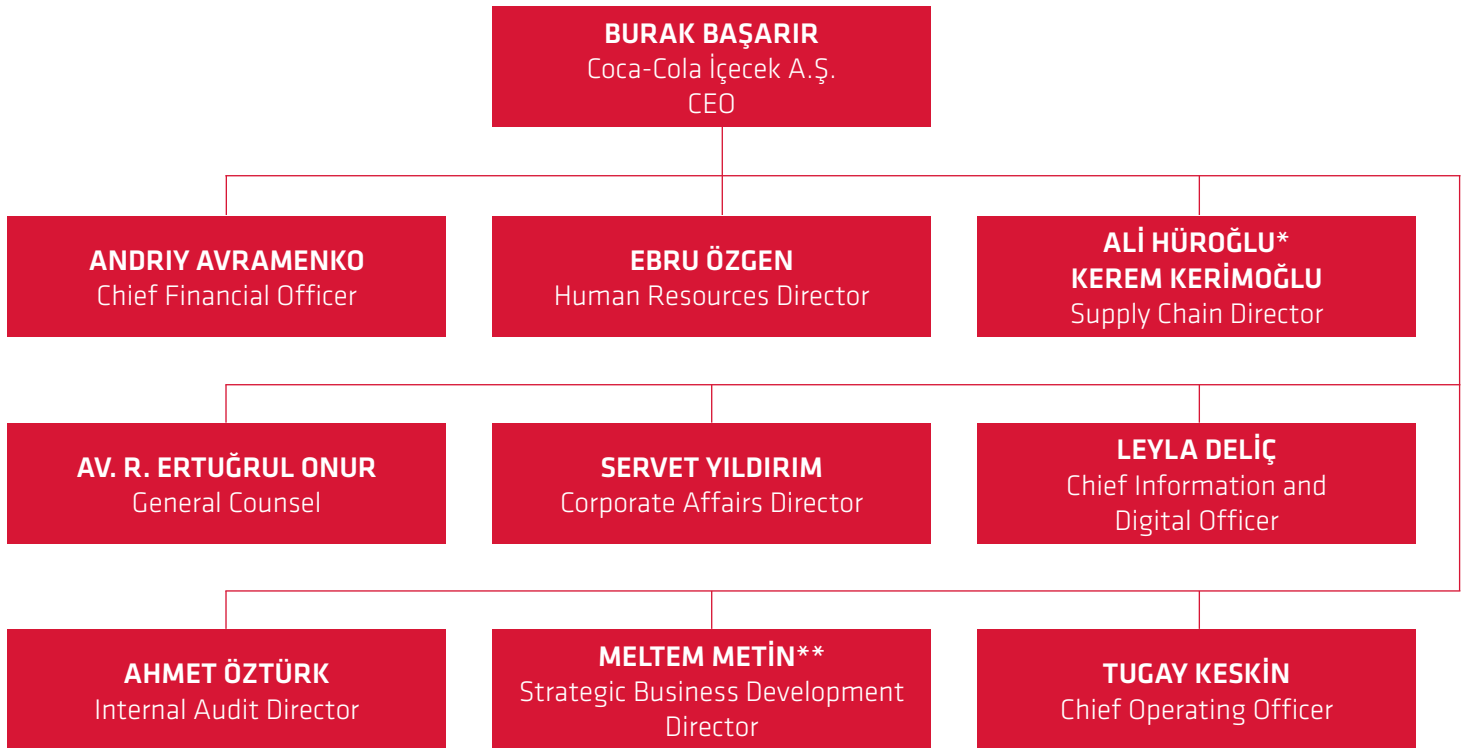 BURAK BAŞARIR
Coca-Cola İçecek A.Ş.
CEO
ANDRIY AVRAMENKO
Chief Financial Officer
EBRU ÖZGEN
Human Resources Director
ALİ HÜROĞLU*
KEREM KERİMOĞLU
Supply Chain Director
AV. R. ERTUĞRUL ONUR
General Counsel
SERVET YILDIRIM
Corporate Affairs Director
LEYLA DELİÇ
Chief Information and
Digital Officer
AHMET ÖZTÜRK
Internal Audit Director
MELTEM METİN**
Strategic Business Development
Director
TUGAY KESKİN
Chief Operating Officer